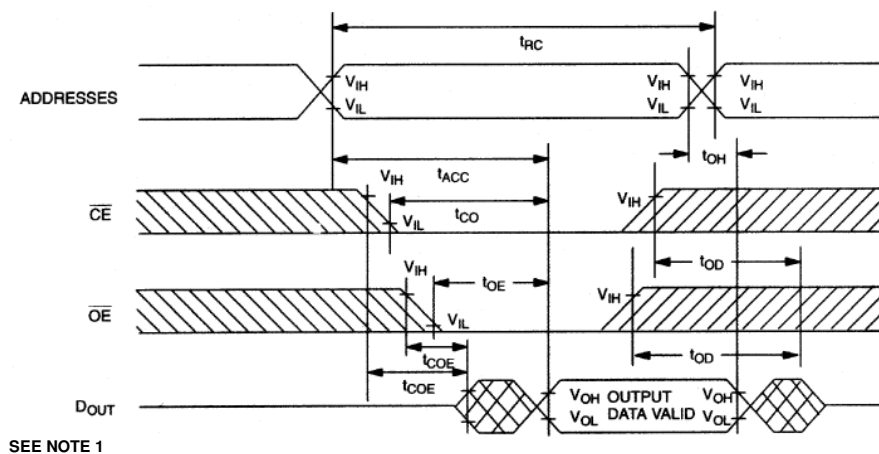 tRC
ADDRESSES
VIH
VIL
VIH
VIL
VIH
VIL
tOH
tACC
VIH
CE
tCO
VIL
VIH
tOD
OE
VIH
tOE
VIL
VIH
tOD
tCOE
tCOE
DOUT
VOH
VOL
OUTPUT
DATA VALID
VOH
VOL
SEE NOTE 1